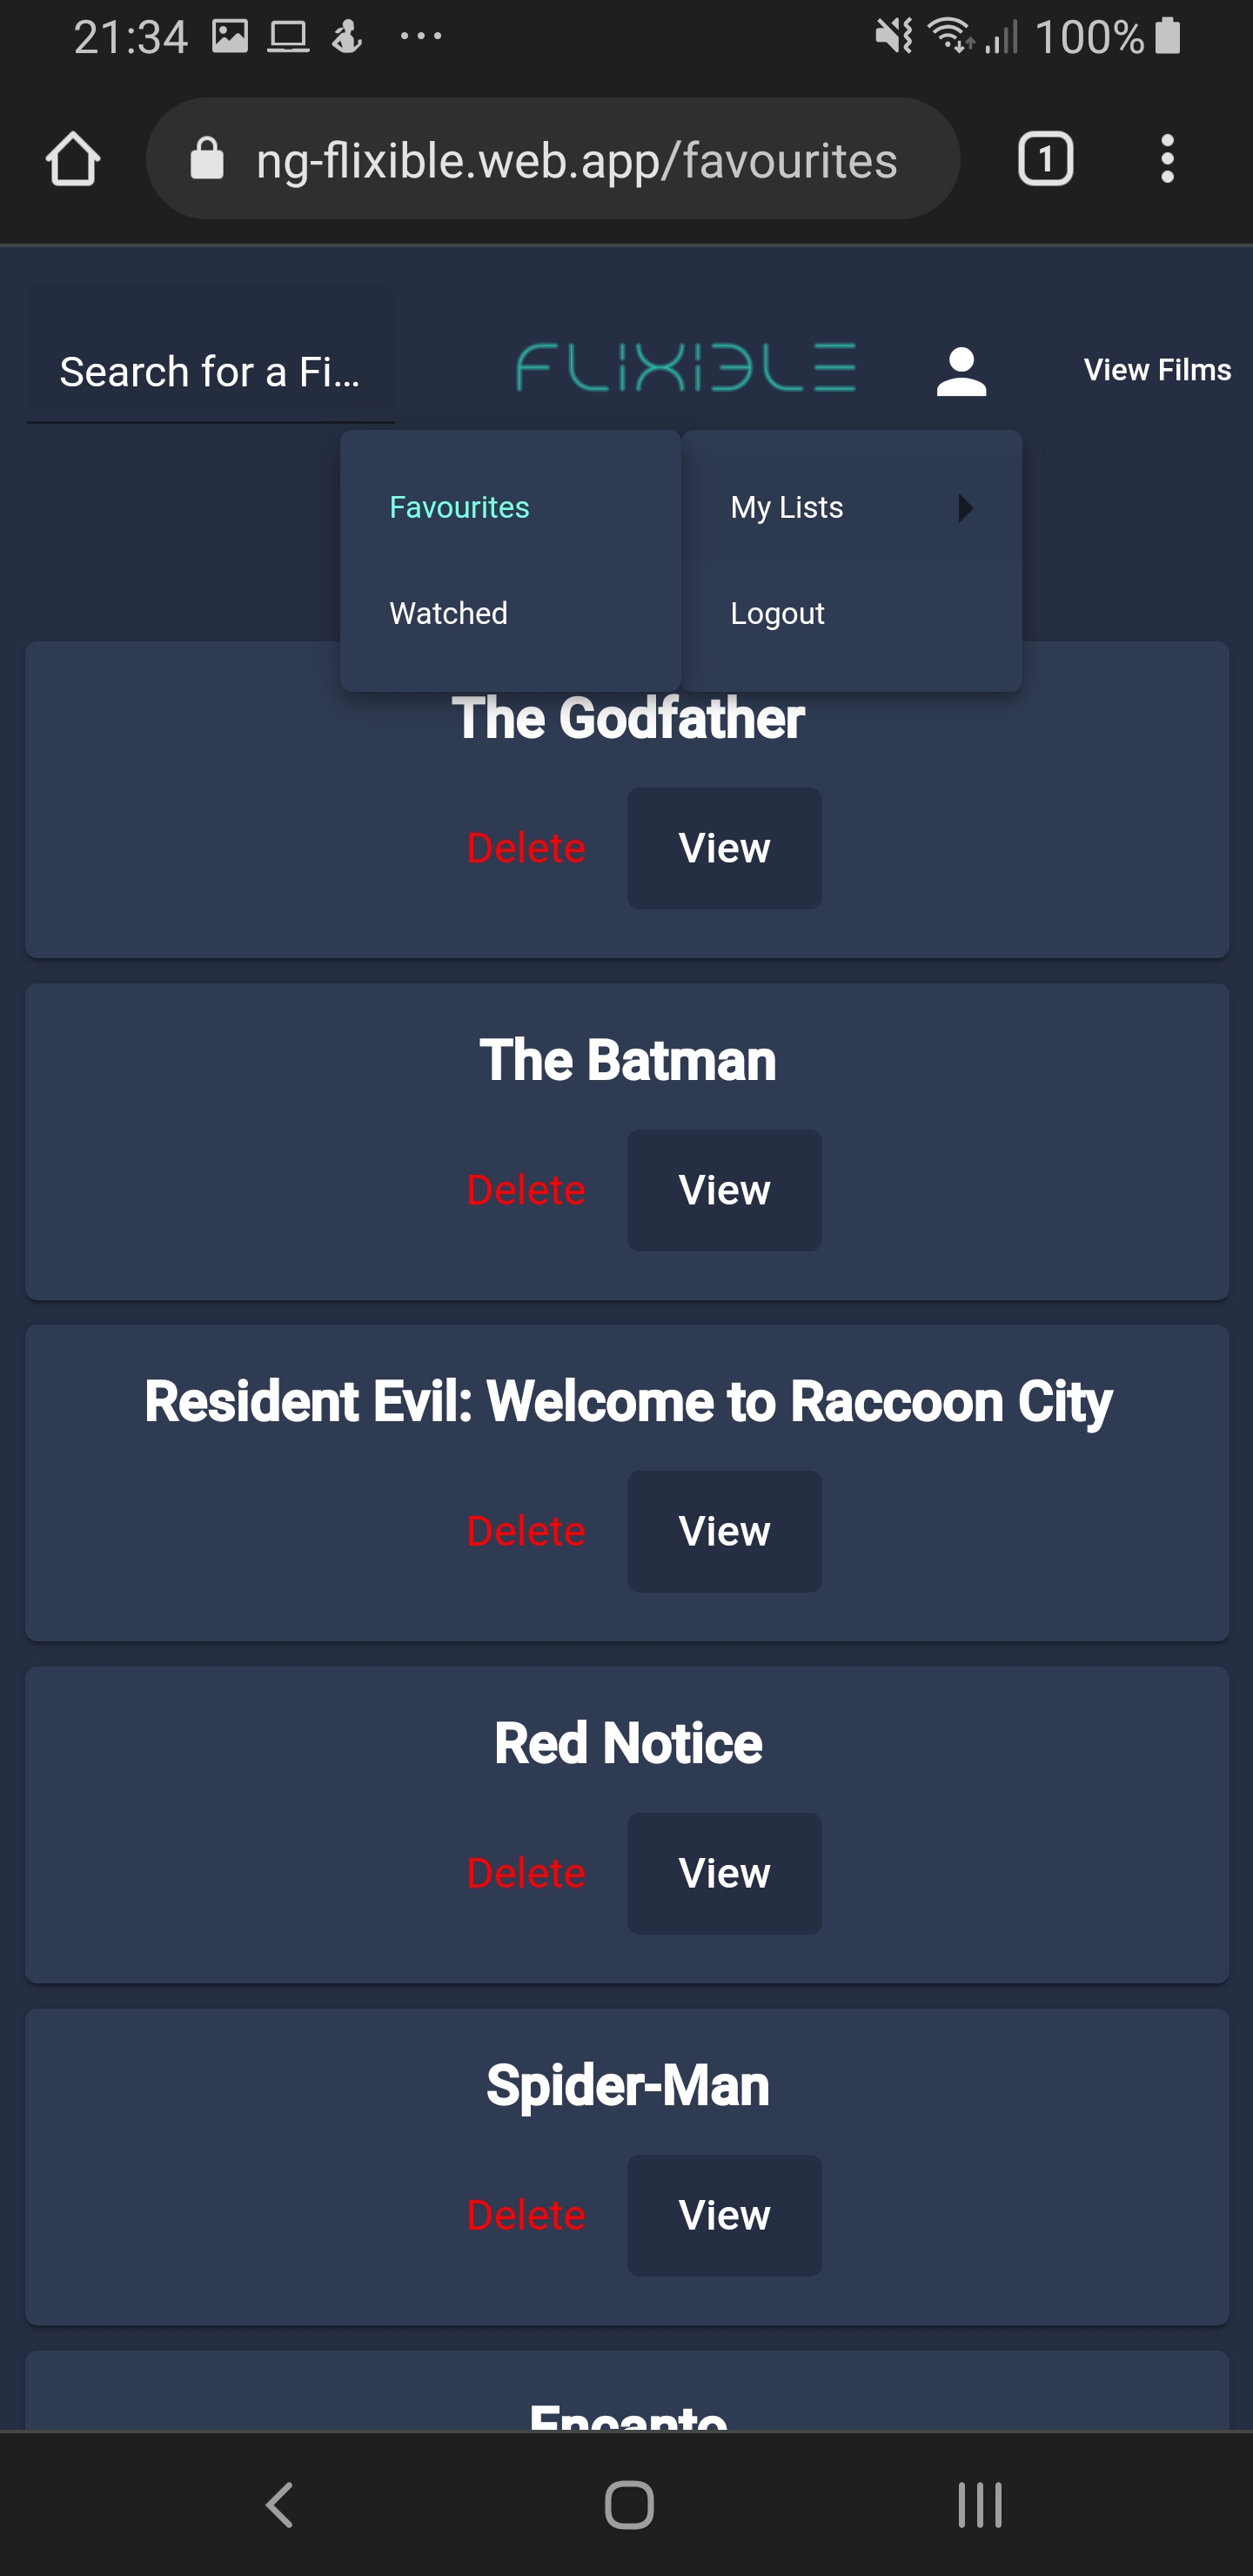 21:34
100%
ng-flixible.web.app/favourites
1
Search for a Fi...
FLIXIBLE
View Films
Favourites
My Lists
Watched
Logout
The Godfather
Delete
View
The Batman
Delete
View
Resident Evil: Welcome to Raccoon City
Delete
View
Red Notice
Delete
View
Spider-Man
Delete
View
Encanto